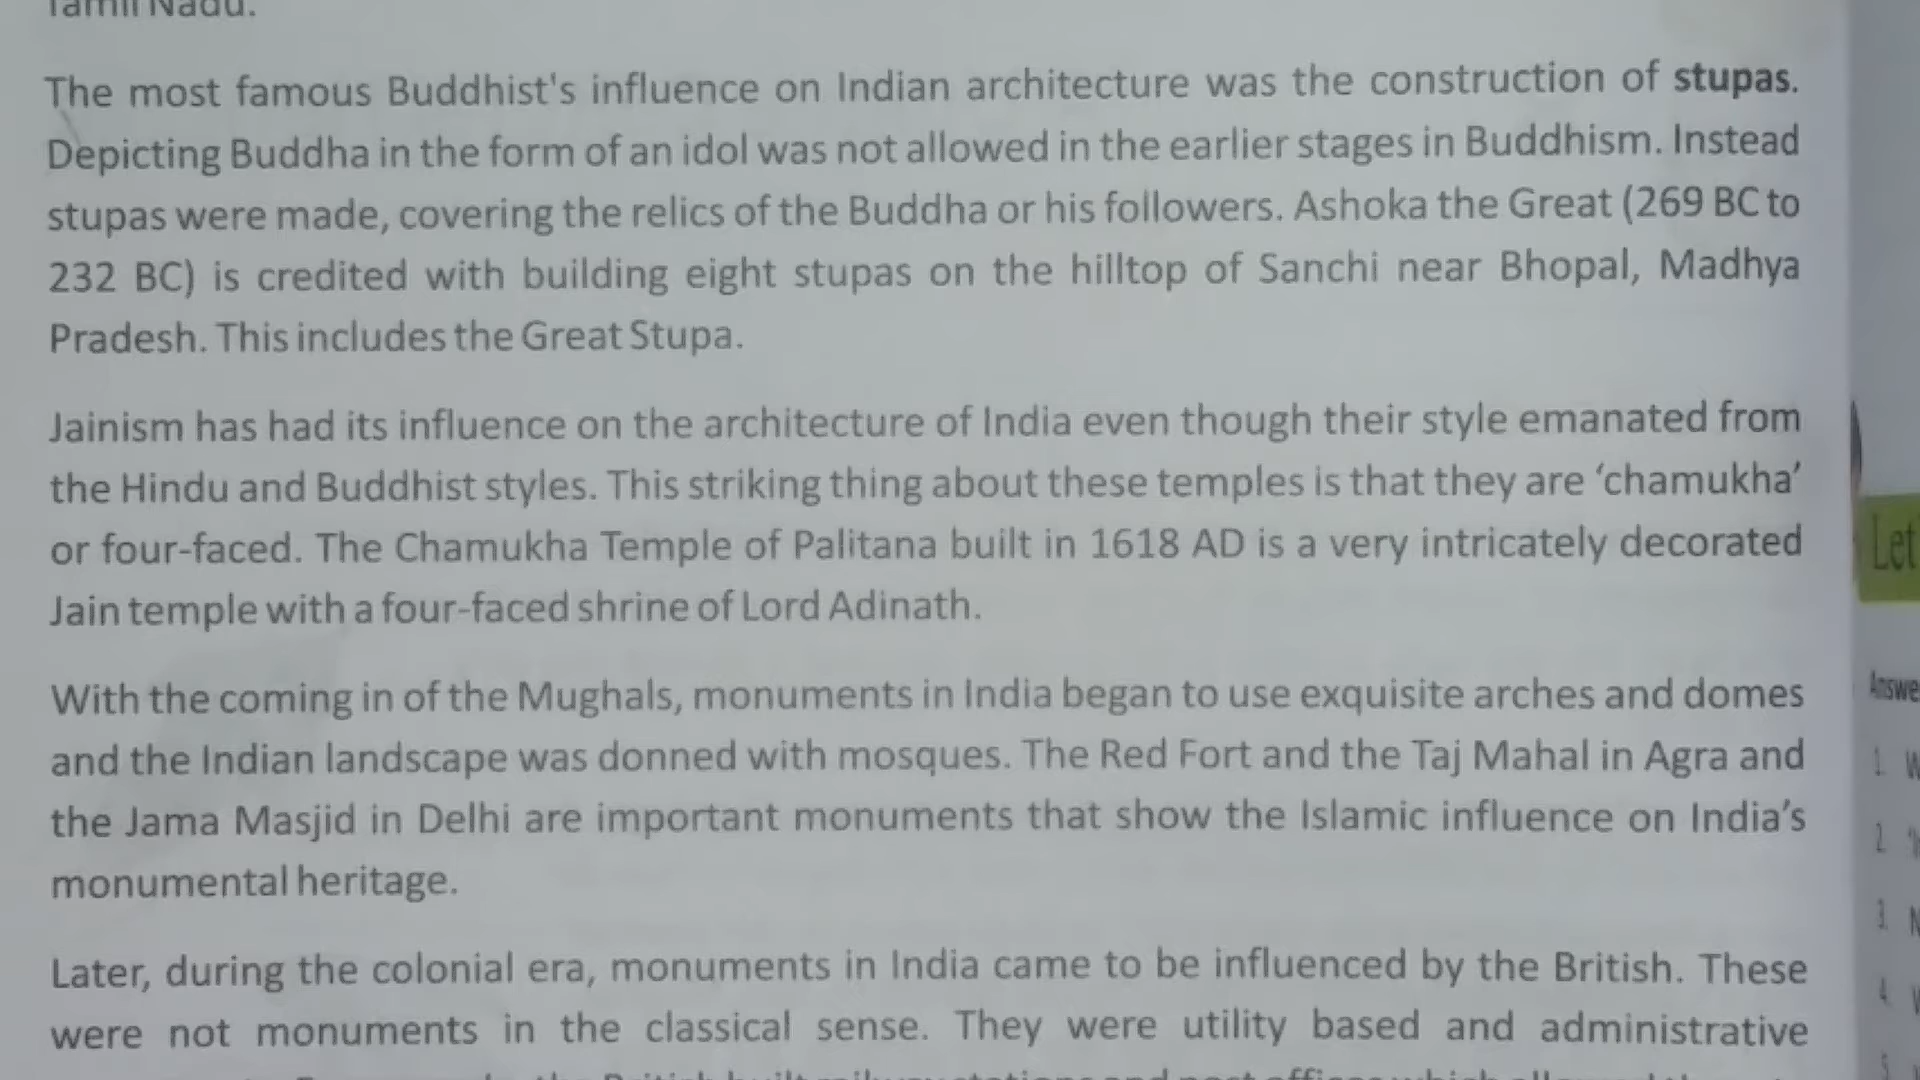 Tamil Nadu.
The most famous Buddhist's influence on Indian architecture was the construction of stupas.
Depicting Buddha in the form of an idol was not allowed in the earlier stages in Buddhism. Instead
stupas were made, covering the relics of the Buddha or his followers. Ashoka the Great (269 BC to
232 BC) is credited with building eight stupas on the hilltop of Sanchi near Bhopal, Madhya
Pradesh. This includes the Great Stupa.
Jainism has had its influence on the architecture of India even though their style emanated from
the Hindu and Buddhist styles. This striking thing about these temples is that they are ‘chamukha’
or four-faced. The Chamukha Temple of Palitana built in 1618 AD is a very intricately decorated
Jain temple with a four-faced shrine of Lord Adinath.
With the coming in of the Mughals, monuments in India began to use exquisite arches and domes
and the Indian landscape was donned with mosques. The Red Fort and the Taj Mahal in Agra and
the Jama Masjid in Delhi are important monuments that show the Islamic influence on India’s
monumental heritage.
Later, during the colonial era, monuments in India came to be influenced by the British. These
were not monuments in the classical sense. They were utility based and administrative
Let
Answe
1. W
2.
3. N
4.
5.